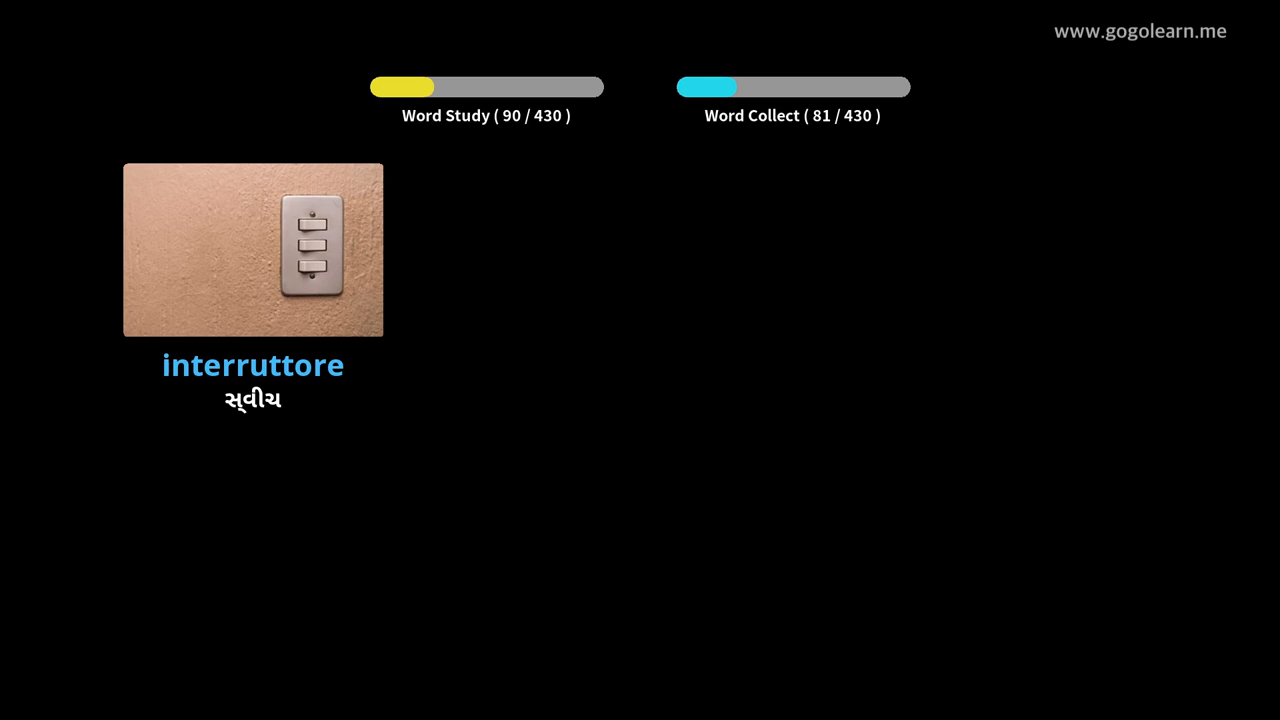 www.gogolearn.me
Word Study ( 90 / 430 )
Word Collect ( 81 / 430 )
interruttore
સ્વીચ